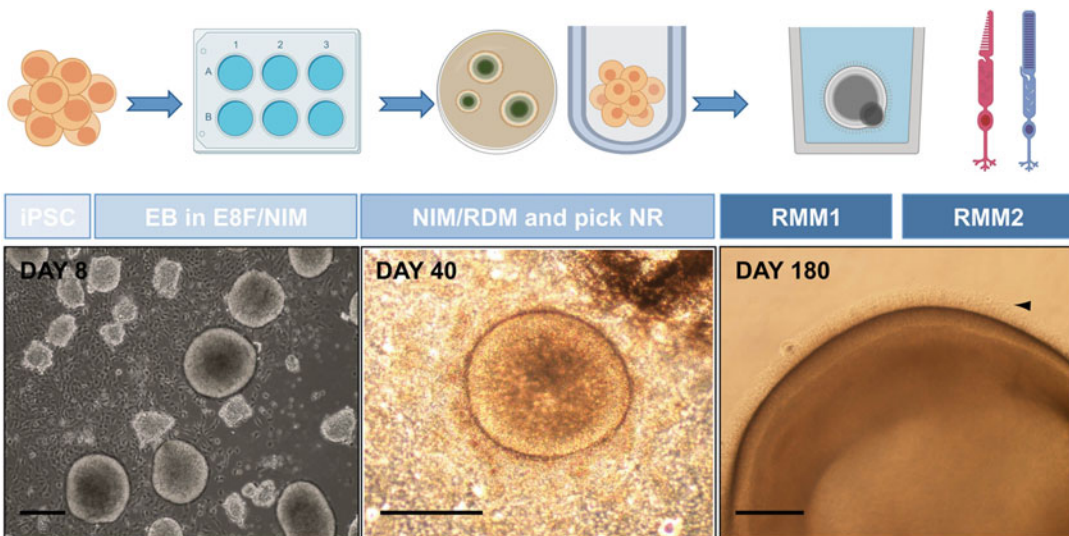 1 2 3
A
B
iPSC
EB in E8F/NIM
NIM/RDM and pick NR
RMM1
RMM2
DAY 8
DAY 40
DAY 180